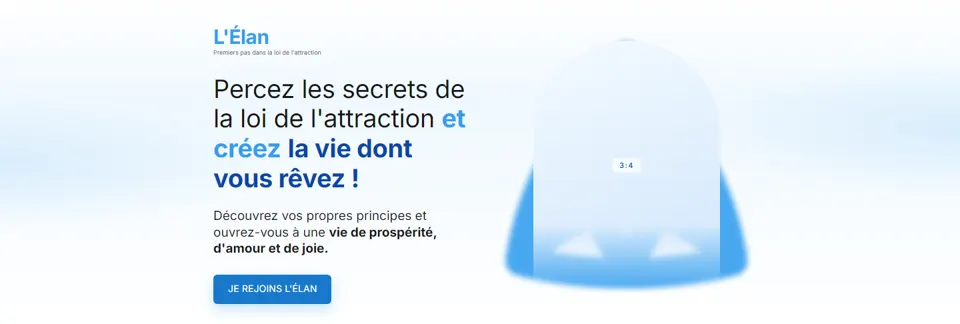 L'Élan
Premiers pas dans la loi de l'attraction
Percez les secrets de
la loi de l'attraction et
créez la vie dont
vous rêvez !
Découvrez vos propres principes et
ouvrez-vous à une vie de prospérité,
d'amour et de joie.
JE REJOINS L'ÉLAN
3:4